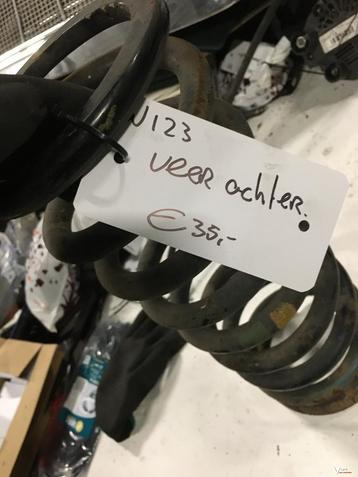 W123
veer achter.
€ 35,-